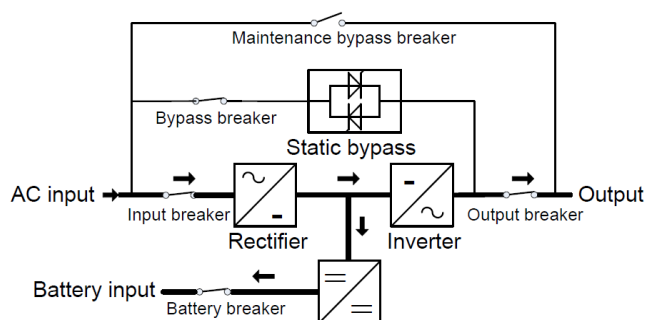 Maintenance bypass breaker
Bypass breaker
Static bypass
AC input
Input breaker
Rectifier
Inverter
Output breaker
Output
Battery input
Battery breaker